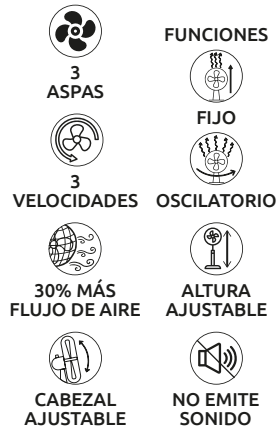 3
ASPAS
FUNCIONES
FIJO
3
VELOCIDADES
OSCILATORIO
30% MÁS
FLUJO DE AIRE
ALTURA
AJUSTABLE
CABEZAL
AJUSTABLE
NO EMITE
SONIDO